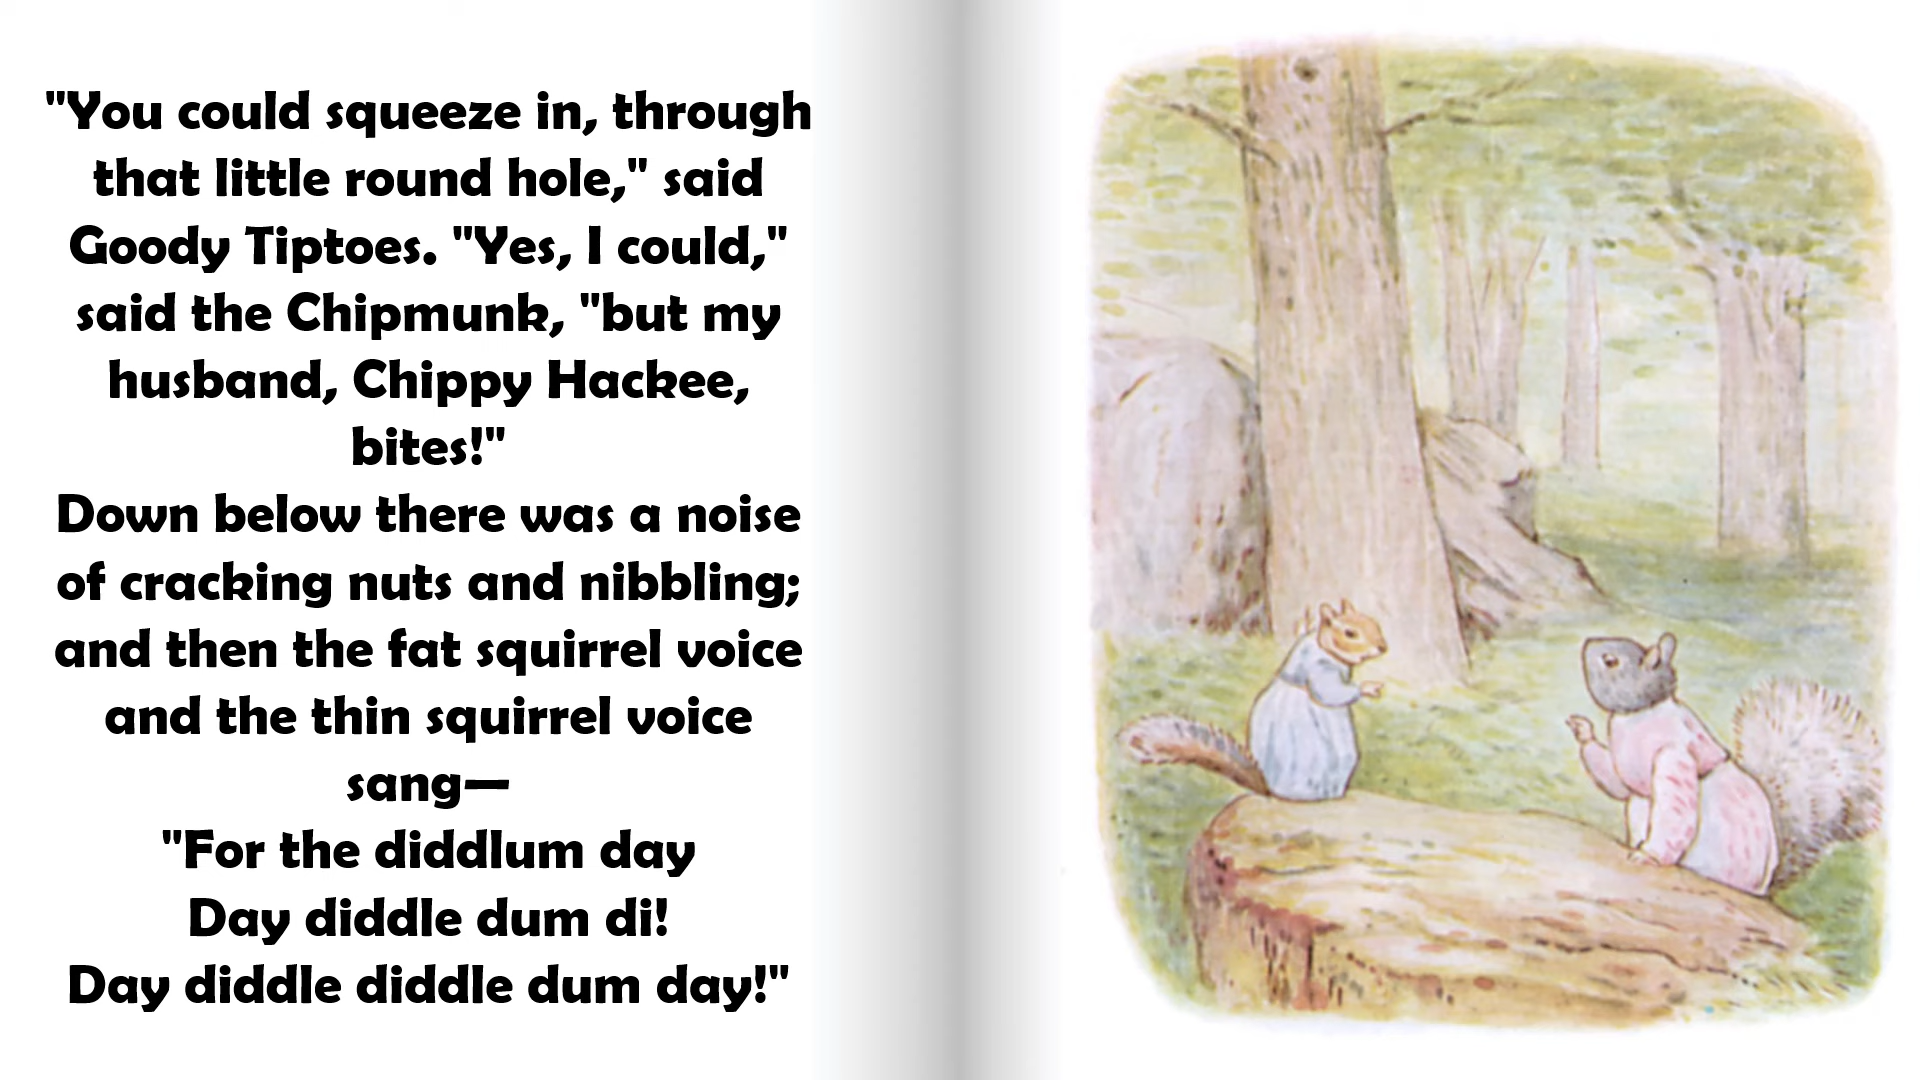 "You could squeeze in, through
that little round hole," said
Goody Tiptoes. "Yes, I could,"
said the Chipmunk, "but my
husband, Chippy Hackee,
bites!"
Down below there was a noise
of cracking nuts and nibbling;
and then the fat squirrel voice
and the thin squirrel voice
sang—
"For the diddlum day
Day diddle dum di!
Day diddle diddle dum day!"